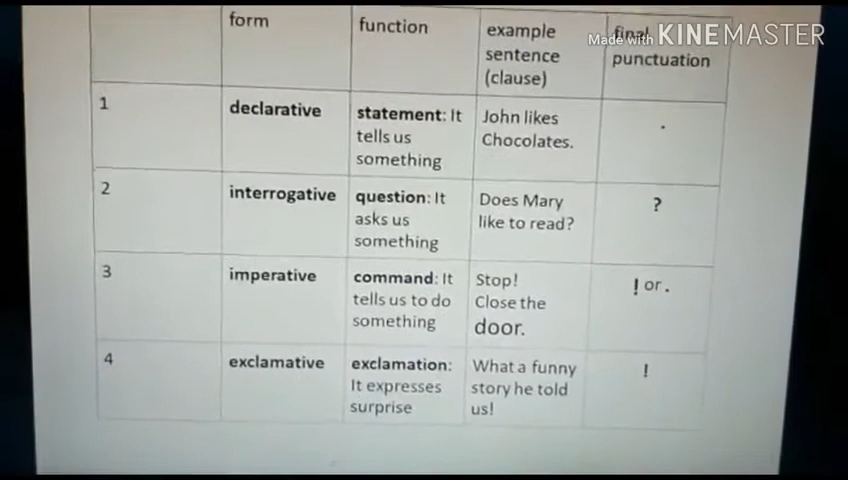 form function example final
sentence punctuation
(clause)
Made with KINEMASTER
1 declarative statement: It John likes .
tells us Chocolates.
something
2 interrogative question: It Does Mary ?
asks us like to read?
something
3 imperative command: It Stop! ! or .
tells us to do Close the
something door.
4 exclamative exclamation: What a funny !
It expresses story he told
surprise us!